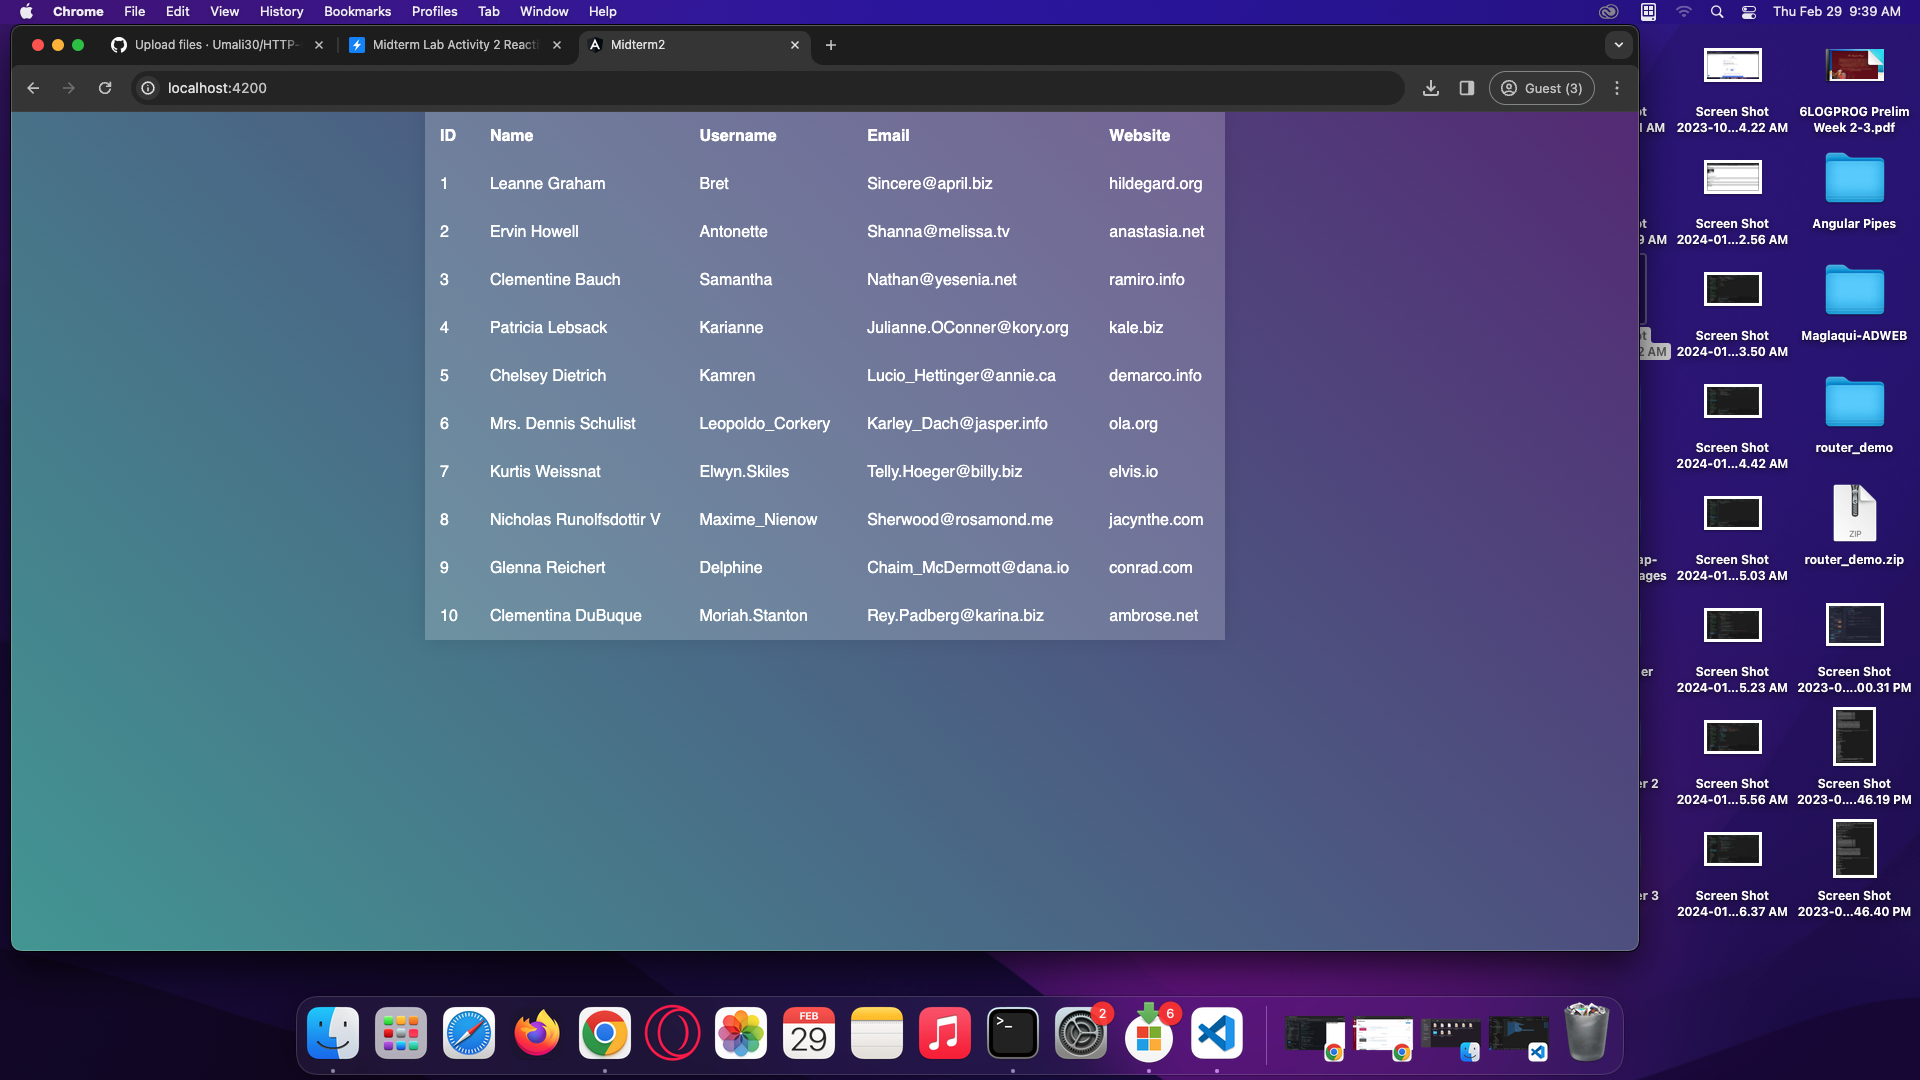 Chrome File Edit View History Bookmarks Profiles Tab Window Help
Thu Feb 29 9:39 AM
Upload files · Umali30/HTTP-
Midterm Lab Activity 2 Reacti
Midterm2
localhost:4200
Guest (3)
ID Name Username Email Website
1 Leanne Graham Bret Sincere@april.biz hildegard.org
2 Ervin Howell Antonette Shanna@melissa.tv anastasia.net
3 Clementine Bauch Samantha Nathan@yesenia.net ramiro.info
4 Patricia Lebsack Karianne Julianne.OConner@kory.org kale.biz
5 Chelsey Dietrich Kamren Lucio_Hettinger@annie.ca demarco.info
6 Mrs. Dennis Schulist Leopoldo_Corkery Karley_Dach@jasper.info ola.org
7 Kurtis Weissnat Elwyn.Skiles Telly.Hoeger@billy.biz elvis.io
8 Nicholas Runolfsdottir V Maxime_Nienow Sherwood@rosamond.me jacynthe.com
9 Glenna Reichert Delphine Chaim_McDermott@dana.io conrad.com
10 Clementina DuBuque Moriah.Stanton Rey.Padberg@karina.biz ambrose.net
Screen Shot
2023-10...4.22 AM
6LOGPROG Prelim
Week 2-3.pdf
Screen Shot
2024-01...2.56 AM
Angular Pipes
Screen Shot
2024-01...3.50 AM
Maglaqui-ADWEB
Screen Shot
2024-01...4.42 AM
router_demo
Screen Shot
2024-01...5.03 AM
ZIP
router_demo.zip
Screen Shot
2024-01...5.23 AM
Screen Shot
2023-0....00.31 PM
Screen Shot
2024-01...5.56 AM
Screen Shot
2023-0....46.19 PM
Screen Shot
2024-01...6.37 AM
Screen Shot
2023-0...46.40 PM
ap-
ages
er
er 2
er 3
FEB
29
>_
2
6